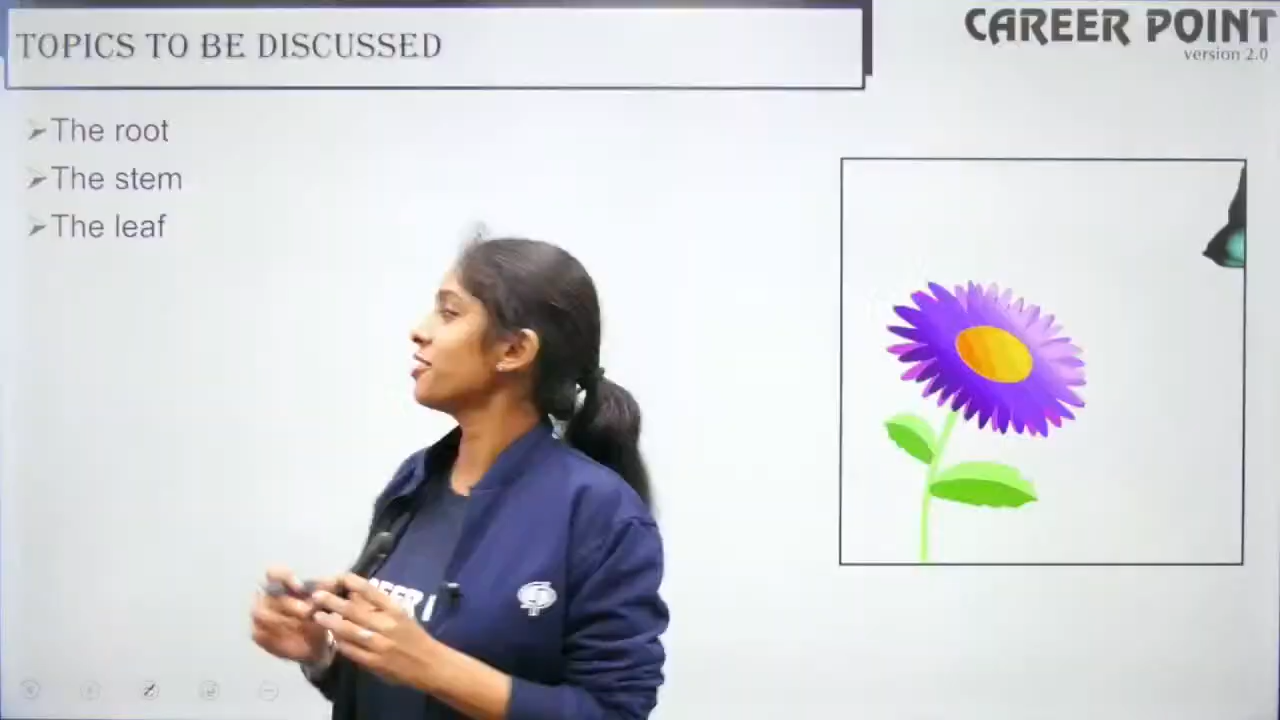 TOPICS TO BE DISCUSSED
CAREER POINT
version 2.0
➢The root
➢The stem
➢The leaf